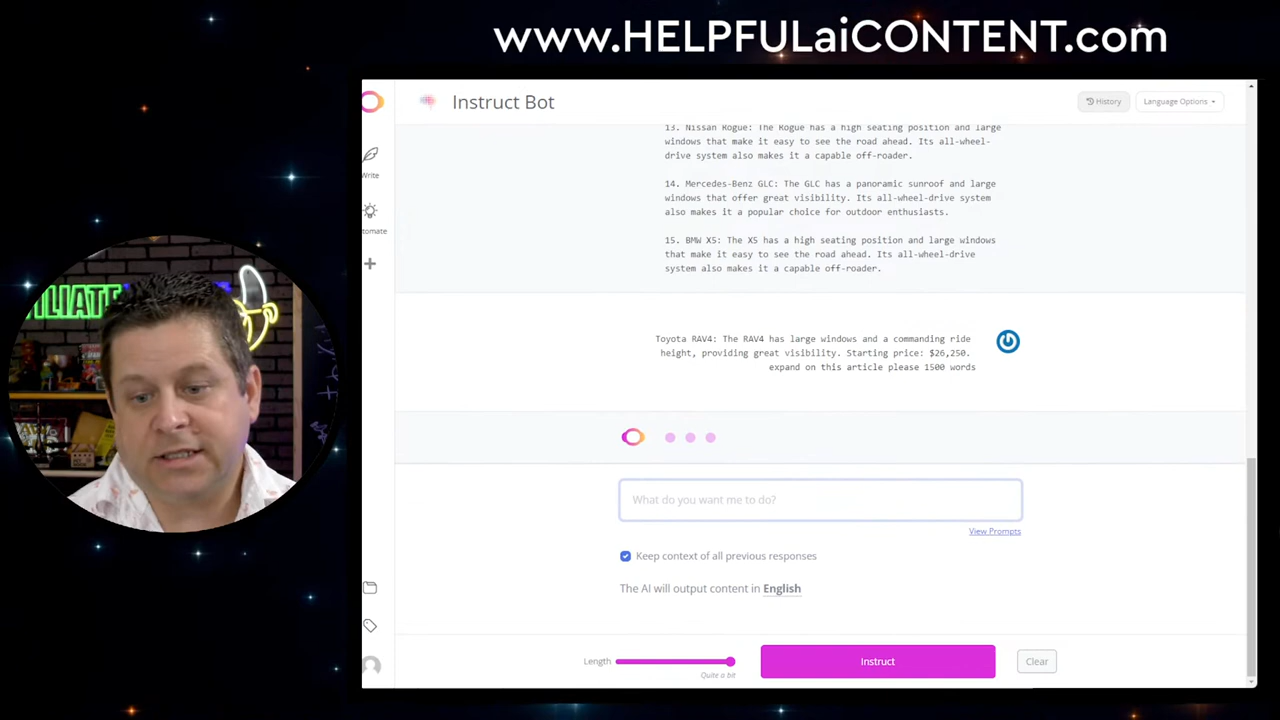 www.HELPFULaiCONTENT.com
Instruct Bot
History
Language Options
13. Nissan Rogue: The Rogue has a high seating position and large
windows that make it easy to see the road ahead. Its all-wheel-
drive system also makes it a capable off-roader.
Write
14. Mercedes-Benz GLC: The GLC has a panoramic sunroof and large
windows that offer great visibility. Its all-wheel-drive system
also makes it a popular choice for outdoor enthusiasts.
tomate
15. BMW X5: The X5 has a high seating position and large windows
that make it easy to see the road ahead. Its all-wheel-drive
system also makes it a capable off-roader.
ILIATE
Toyota RAV4: The RAV4 has large windows and a commanding ride
height, providing great visibility. Starting price: $26,250.
expand on this article please 1500 words
What do you want me to do?
View Prompts
Keep context of all previous responses
The AI will output content in English
Length
Quite a bit
Instruct
Clear